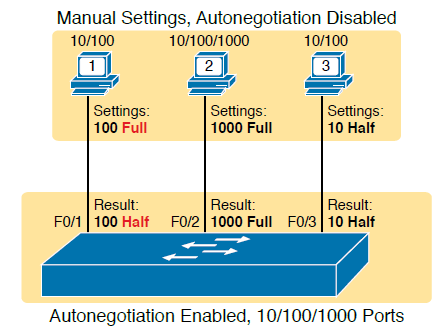 Manual Settings, Autonegotiation Disabled
10/100 10/100/1000 10/100
1 2 3
Settings: Settings: Settings:
100 Full 1000 Full 10 Half
Result: Result: Result:
F0/1 100 Half F0/2 1000 Full F0/3 10 Half
Autonegotiation Enabled, 10/100/1000 Ports